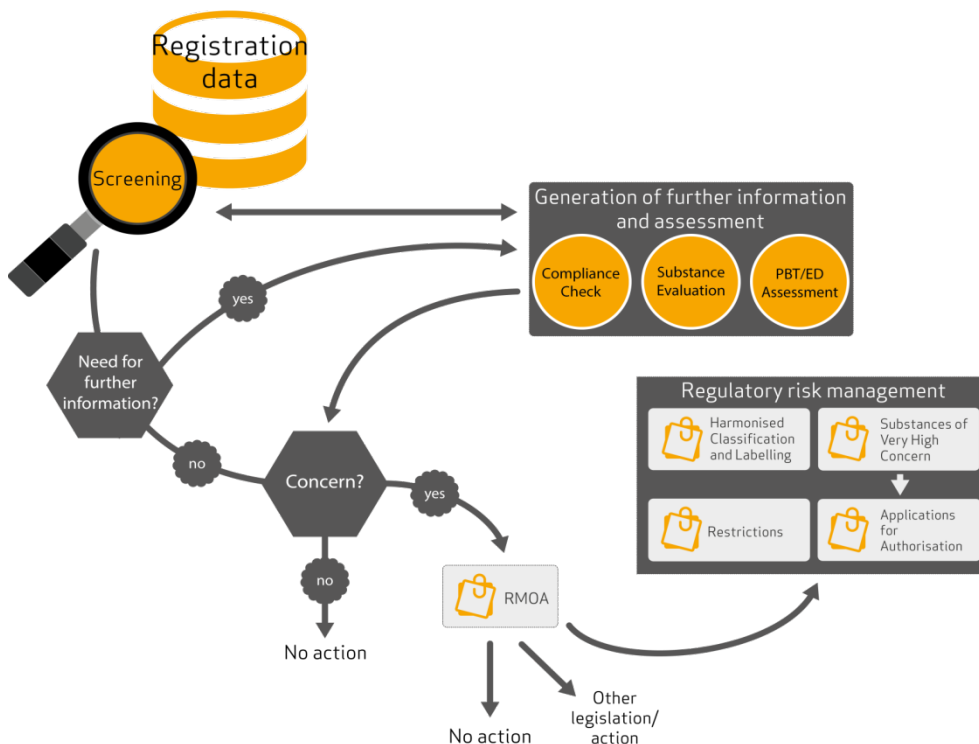 Registration
data
Screening
Generation of further information
and assessment
Compliance
Check
Substance
Evaluation
PBT/ED
Assessment
yes
Need for
further
information?
no
Concern?
yes
no
No action
RMOA
No action
Other
legislation/
action
Regulatory risk management
Harmonised
Classification
and Labelling
Substances of
Very High
Concern
Restrictions
Applications
for
Authorisation